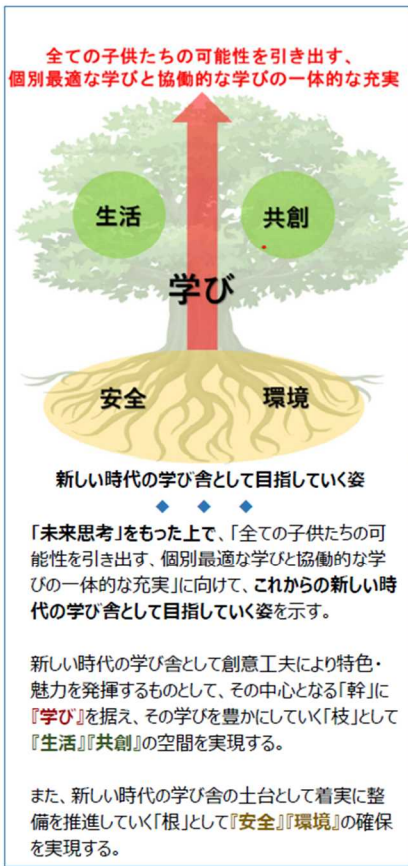 全ての子供たちの可能性を引き出す、
個別最適な学びと協働的な学びの一体的な充実
生活
共創
学び
安全
環境
新しい時代の学び舎として目指していく姿
◆ ◆ ◆
「未来思考」をもった上で、「全ての子供たちの可
能性を引き出す、個別最適な学びと協働的な学
びの一体的な充実」に向けて、これからの新しい時
代の学び舎として目指していく姿を示す。
新しい時代の学び舎として創意工夫により特色・
魅力を発揮するものとして、その中心となる「幹」に
『学び』を据え、その学びを豊かにしていく「枝」として
『生活』『共創』の空間を実現する。
また、新しい時代の学び舎の土台として着実に整
備を推進していく「根」として『安全』『環境』の確保
を実現する。